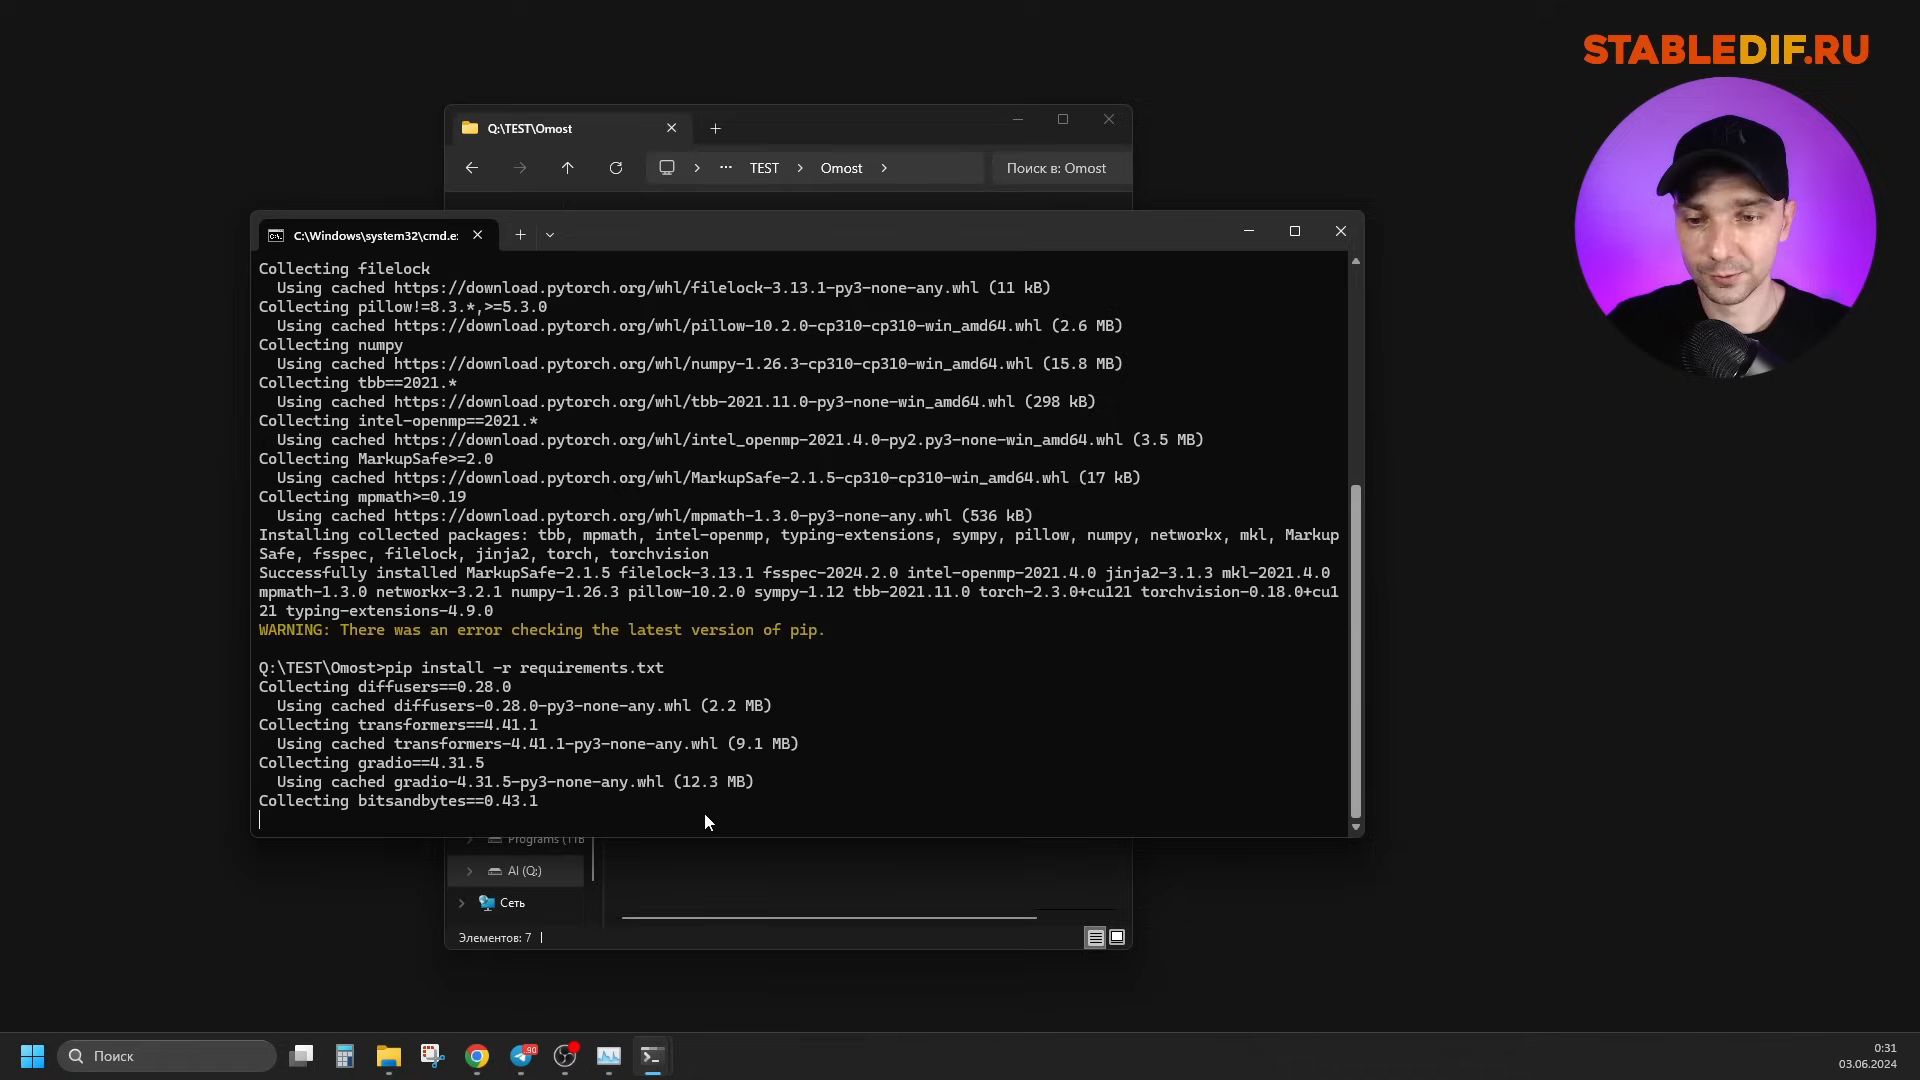 STABLEDIF.RU
Q:\TEST\Omost
TEST
Omost
Поиск в: Omost
C:\Windows\system32\cmd.e:
Collecting filelock
Using cached https://download.pytorch.org/whl/filelock-3.13.1-py3-none-any.whl (11 kB)
Collecting pillow!=8.3.*,>=5.3.0
Using cached https://download.pytorch.org/whl/pillow-10.2.0-cp310-cp310-win_amd64.whl (2.6 MB)
Collecting numpy
Using cached https://download.pytorch.org/whl/numpy-1.26.3-cp310-cp310-win_amd64.whl (15.8 MB)
Collecting tbb==2021.*
Using cached https://download.pytorch.org/whl/tbb-2021.11.0-py3-none-win_amd64.whl (298 kB)
Collecting intel-openmp==2021.*
Using cached https://download.pytorch.org/whl/intel_openmp-2021.4.0-py2.py3-none-win_amd64.whl (3.5 MB)
Collecting MarkupSafe>=2.0
Using cached https://download.pytorch.org/whl/MarkupSafe-2.1.5-cp310-cp310-win_amd64.whl (17 kB)
Collecting mpmath>=0.19
Using cached https://download.pytorch.org/whl/mpmath-1.3.0-py3-none-any.whl (536 kB)
Installing collected packages: tbb, mpmath, intel-openmp, typing-extensions, sympy, pillow, numpy, networkx, mkl, Markup
Safe, fsspec, filelock, jinja2, torch, torchvision
Successfully installed MarkupSafe-2.1.5 filelock-3.13.1 fsspec-2024.2.0 intel-openmp-2021.4.0 jinja2-3.1.3 mkl-2021.4.0
mpmath-1.3.0 networkx-3.2.1 numpy-1.26.3 pillow-10.2.0 sympy-1.12 tbb-2021.11.0 torch-2.3.0+cu121 torchvision-0.18.0+cu1
21 typing-extensions-4.9.0
WARNING: There was an error checking the latest version of pip.
Q:\TEST\Omost>pip install -r requirements.txt
Collecting diffusers==0.28.0
Using cached diffusers-0.28.0-py3-none-any.whl (2.2 MB)
Collecting transformers==4.41.1
Using cached transformers-4.41.1-py3-none-any.whl (9.1 MB)
Collecting gradio==4.31.5
Using cached gradio-4.31.5-py3-none-any.whl (12.3 MB)
Collecting bitsandbytes==0.43.1
Programs (1TB
AI (Q:)
Сеть
Элементов: 7
Поиск
90
0:31
03.06.2024